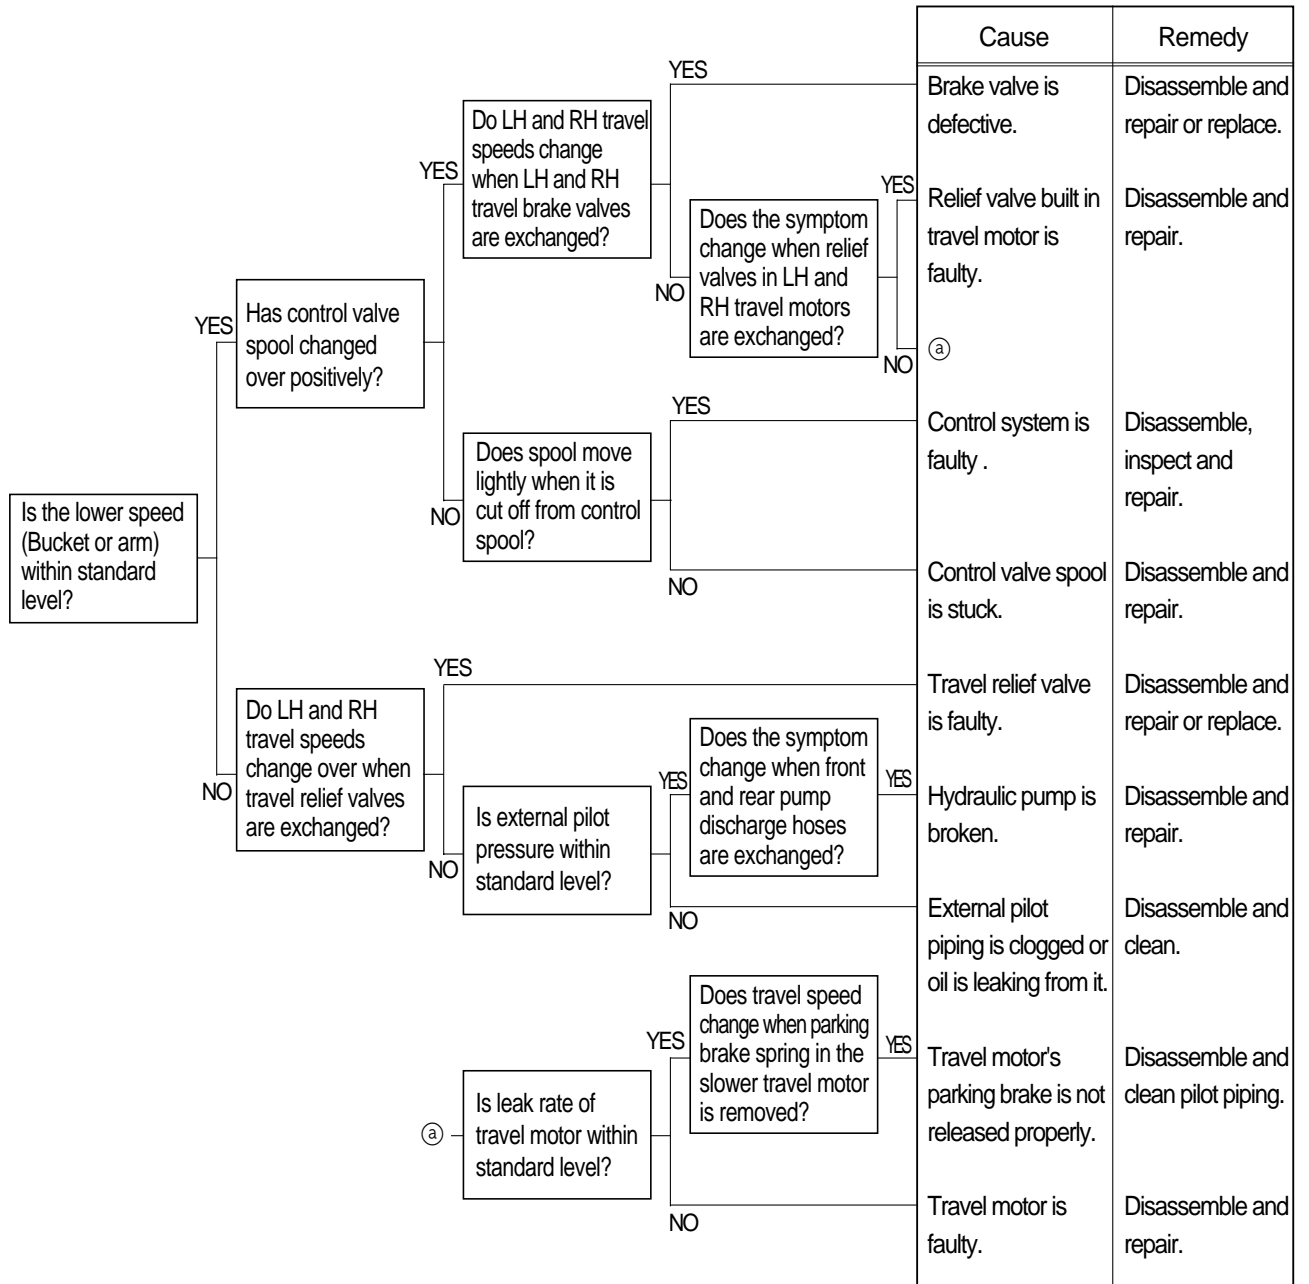 Cause
Remedy
YES
Brake valve is
defective.
Disassemble and
repair or replace.
Do LH and RH travel
speeds change
when LH and RH
travel brake valves
are exchanged?
YES
YES
Relief valve built in
travel motor is
faulty.
Disassemble and
repair.
Does the symptom
change when relief
valves in LH and
RH travel motors
are exchanged?
NO
NO
ⓐ
Has control valve
spool changed
over positively?
YES
YES
Control system is
faulty .
Disassemble,
inspect and
repair.
Does spool move
lightly when it is
cut off from control
spool?
NO
NO
Control valve spool
is stuck.
Disassemble and
repair.
Is the lower speed
(Bucket or arm)
within standard
level?
YES
Travel relief valve
is faulty.
Disassemble and
repair or replace.
Do LH and RH
travel speeds
change over when
travel relief valves
are exchanged?
NO
Does the symptom
change when front
and rear pump
discharge hoses
are exchanged?
YES
YES
Hydraulic pump is
broken.
Disassemble and
repair.
Is external pilot
pressure within
standard level?
NO
NO
External pilot
piping is clogged or
oil is leaking from it.
Disassemble and
clean.
Does travel speed
change when parking
brake spring in the
slower travel motor
is removed?
YES
YES
Travel motor's
parking brake is not
released properly.
Disassemble and
clean pilot piping.
ⓐ
Is leak rate of
travel motor within
standard level?
NO
Travel motor is
faulty.
Disassemble and
repair.